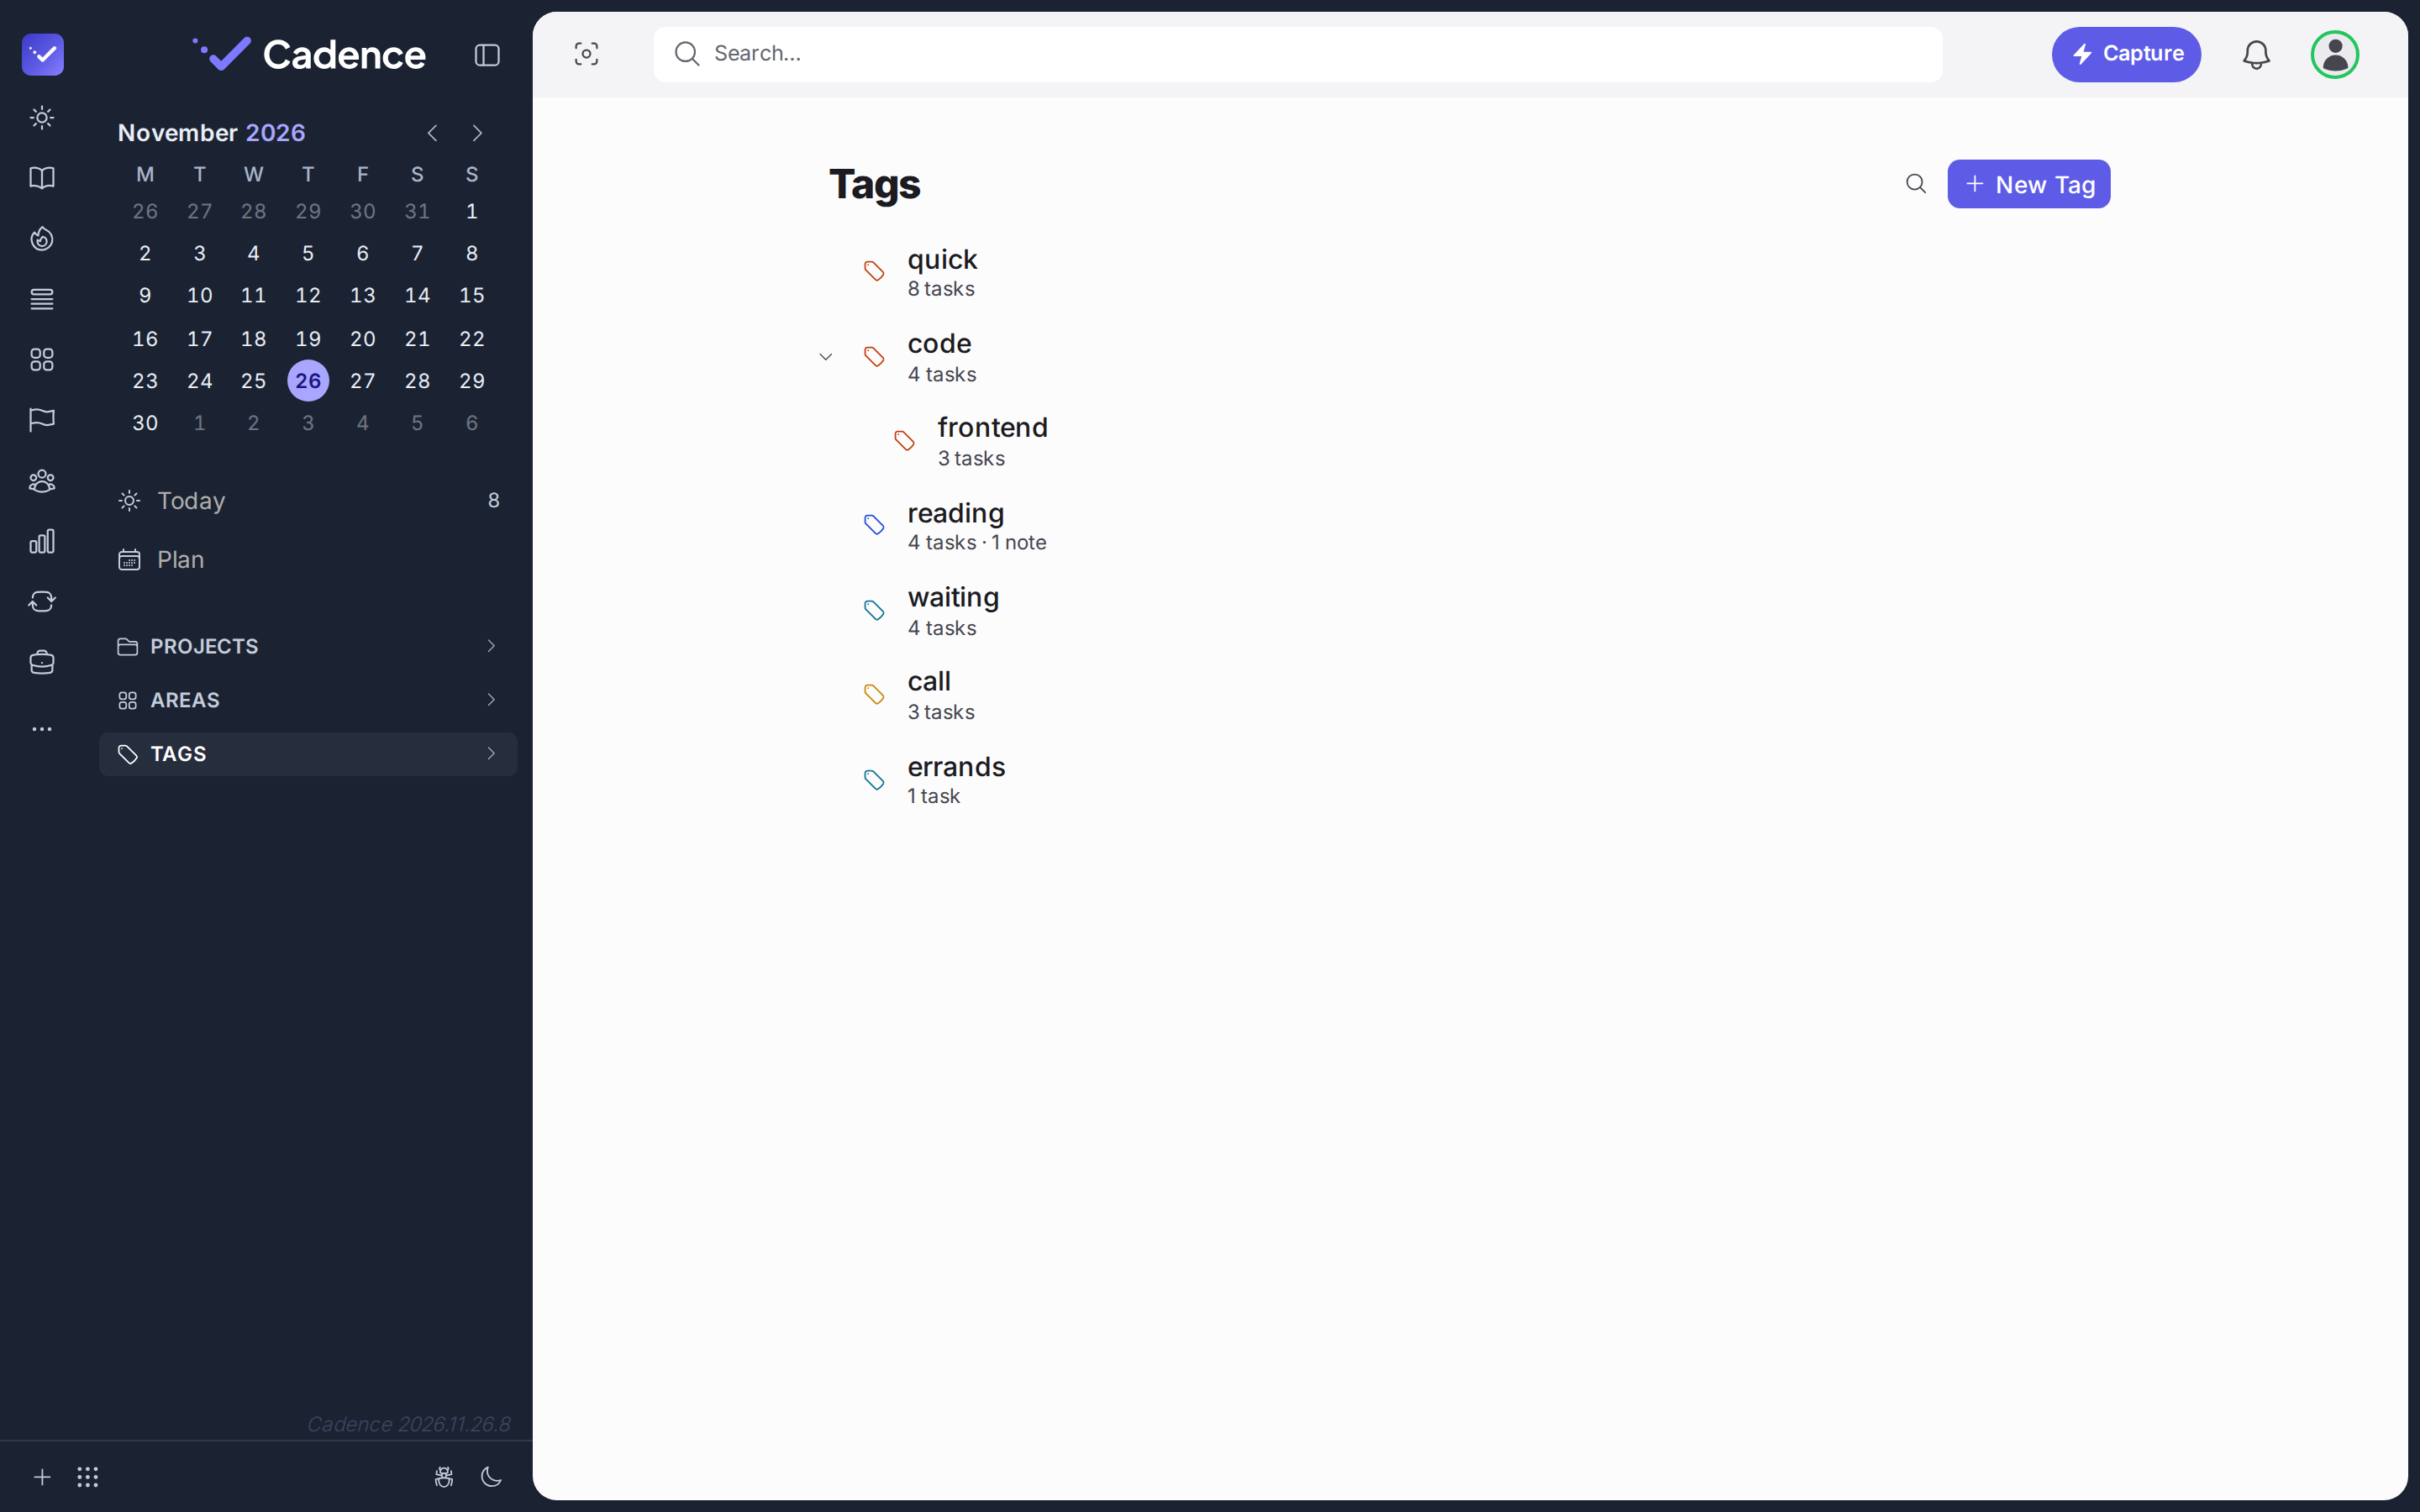 Cadence
November 2026
M T W T F S S
26 27 28 29 30 31 1
2 3 4 5 6 7 8
9 10 11 12 13 14 15
16 17 18 19 20 21 22
23 24 25 26 27 28 29
30 1 2 3 4 5 6
Today 8
Plan
PROJECTS
AREAS
TAGS
Cadence 2026.11.26.8
Search...
Capture
Tags
New Tag
quick
8 tasks
code
4 tasks
frontend
3 tasks
reading
4 tasks · 1 note
waiting
4 tasks
call
3 tasks
errands
1 task